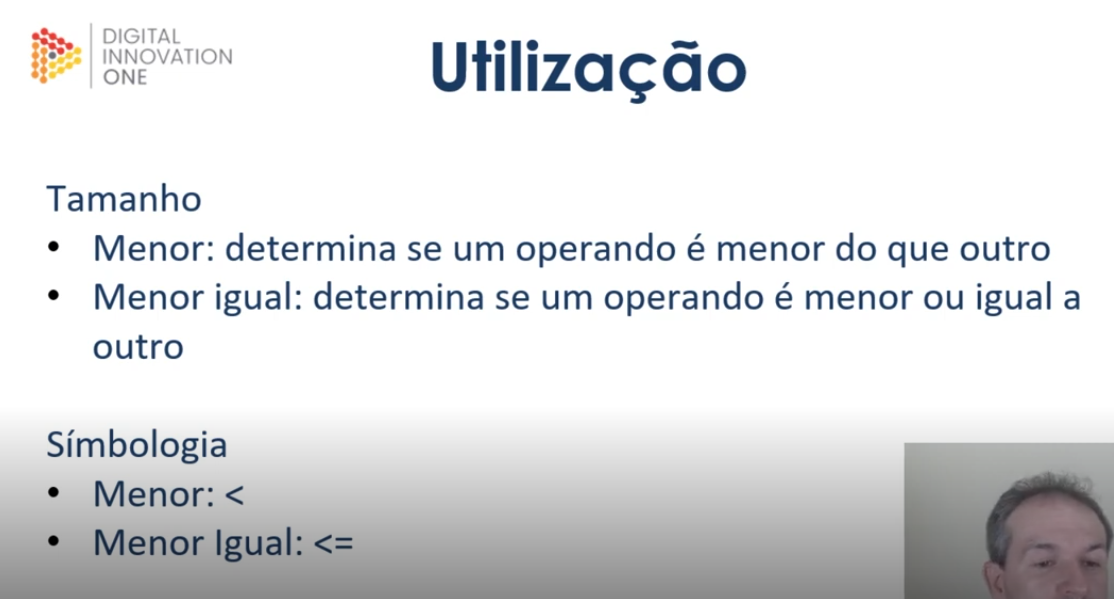 DIGITAL
INNOVATION
ONE
Utilização
Tamanho
• Menor: determina se um operando é menor do que outro
• Menor igual: determina se um operando é menor ou igual a
outro
Símbologia
• Menor: <
• Menor Igual: <=